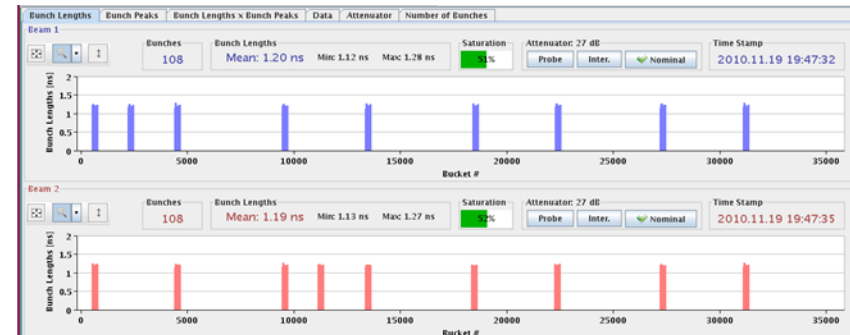 Bunch Lengths Bunch Peaks Bunch Lengths x Bunch Peaks Data Attenuator Number of Bunches
Beam 1
Bunches Bunch Lengths Saturation Attenuator: 27 dB Time Stamp
108 Mean: 1.20 ns Min: 1.12 ns Max: 1.28 ns 51% Probe Inter. Nominal 2010.11.19 19:47:32
Bunch Lengths [ns]
2
1.5
1
0.5
0
0 5000 10000 15000 20000 25000 30000 35000
Bucket #
Beam 2
Bunches Bunch Lengths Saturation Attenuator: 27 dB Time Stamp
108 Mean: 1.19 ns Min: 1.13 ns Max: 1.27 ns 52% Probe Inter. Nominal 2010.11.19 19:47:35
Bunch Lengths [ns]
2
1.5
1
0.5
0
0 5000 10000 15000 20000 25000 30000 35000
Bucket #